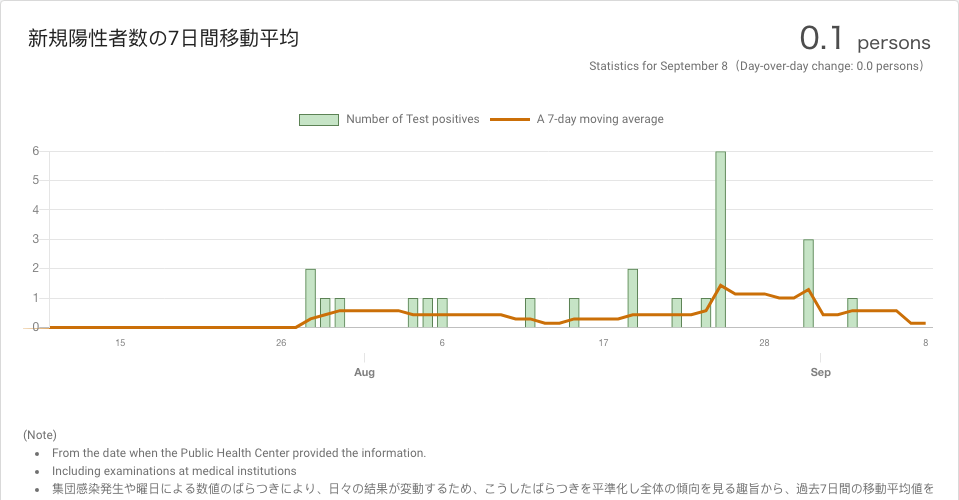 新規陽性者数の7日間移動平均
0.1 persons
Statistics for September 8（Day-over-day change: 0.0 persons）
Number of Test positives
A 7-day moving average
6
5
4
3
2
1
0
15 26 6 17 28 8
Aug Sep
(Note)
• From the date when the Public Health Center provided the information.
• Including examinations at medical institutions
• 集団感染発生や曜日による数値のばらつきにより、日々の結果が変動するため、こうしたばらつきを平準化し全体の傾向を見る趣旨から、過去7日間の移動平均値を